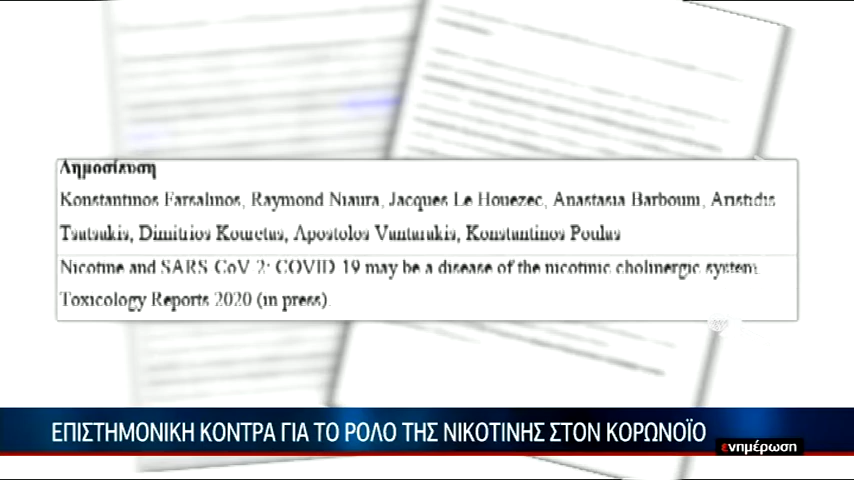 Δημοσίευση
Konstantinos Farsalinos, Raymond Niaura, Jacques Le Houezec, Anastasia Barbouni, Aristidis
Tsatsakis, Dimitrios Kouretas, Apostolos Vantarakis, Konstantinos Poulas
Nicotine and SARS-CoV-2: COVID-19 may be a disease of the nicotinic cholinergic system
Toxicology Reports 2020 (in press).
ΕΠΙΣΤΗΜΟΝΙΚΗ ΚΟΝΤΡΑ ΓΙΑ ΤΟ ΡΟΛΟ ΤΗΣ ΝΙΚΟΤΙΝΗΣ ΣΤΟΝ ΚΟΡΩΝΟΪΟ
ενημέρωση